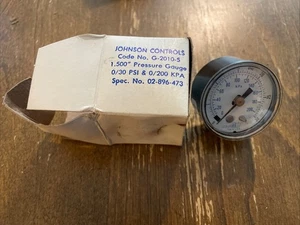 JOHNSON CONTROLS
Code No. G-2010-5
1.500" Pressure Gauge
0/30 PSI & 0/200 KPA
Spec. No. 02-896-473